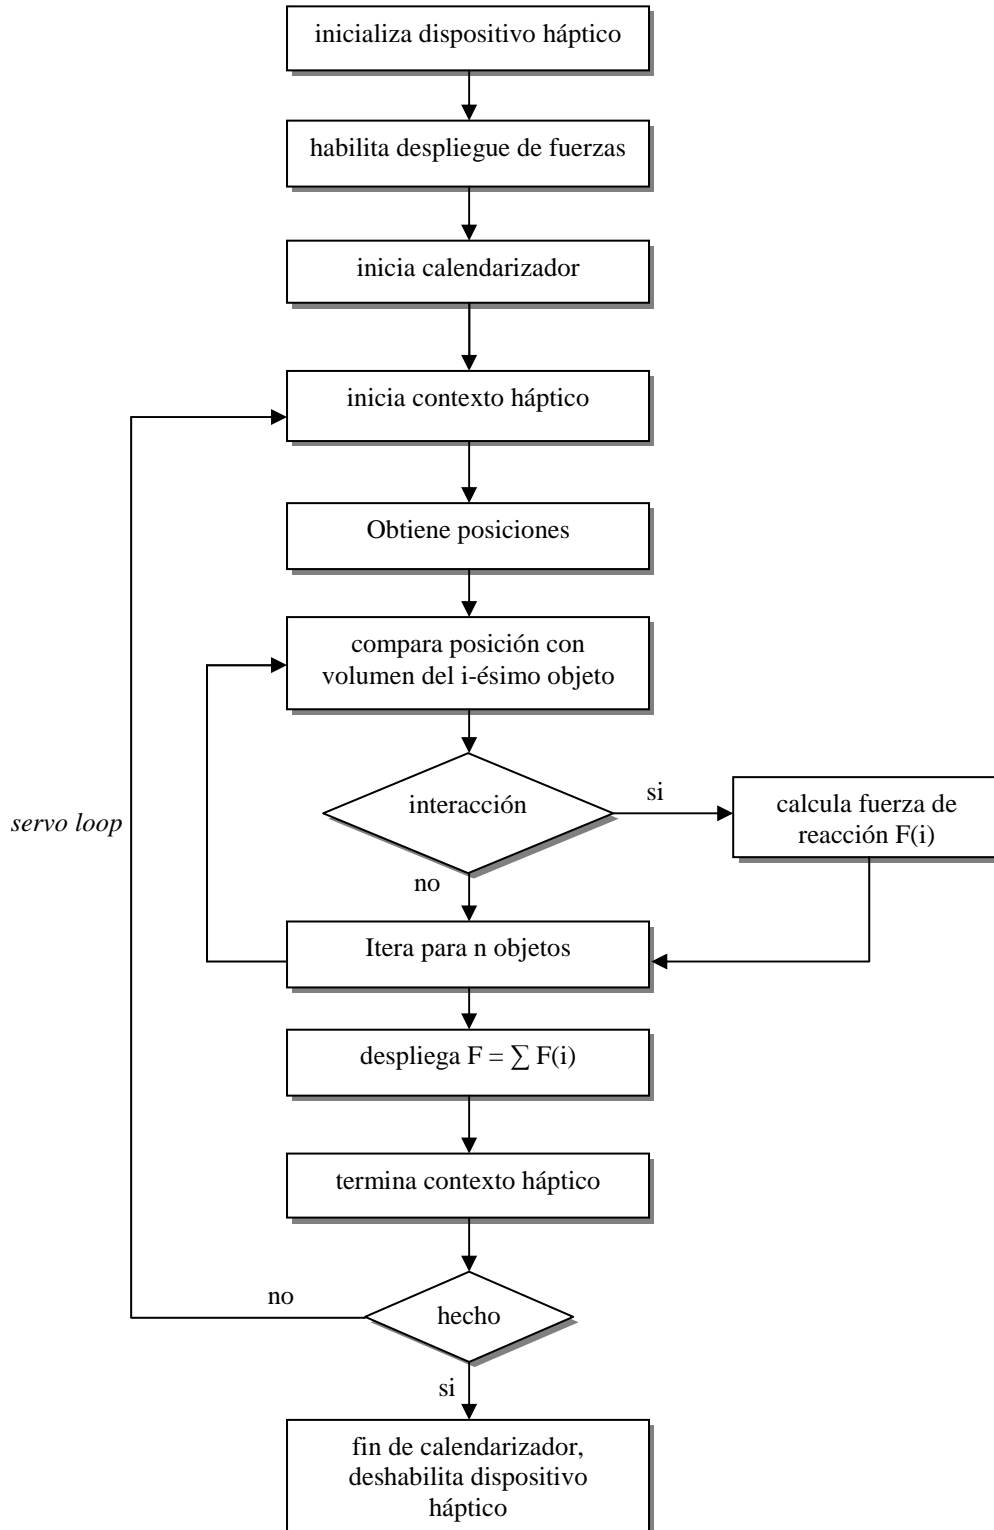 inicializa dispositivo háptico
habilita despliegue de fuerzas
inicia calendarizador
inicia contexto háptico
Obtiene posiciones
compara posición con
volumen del i-ésimo objeto
interacción
si
calcula fuerza de
reacción F(i)
servo loop
no
Itera para n objetos
despliega F = ∑ F(i)
termina contexto háptico
no
hecho
si
fin de calendarizador,
deshabilita dispositivo
háptico